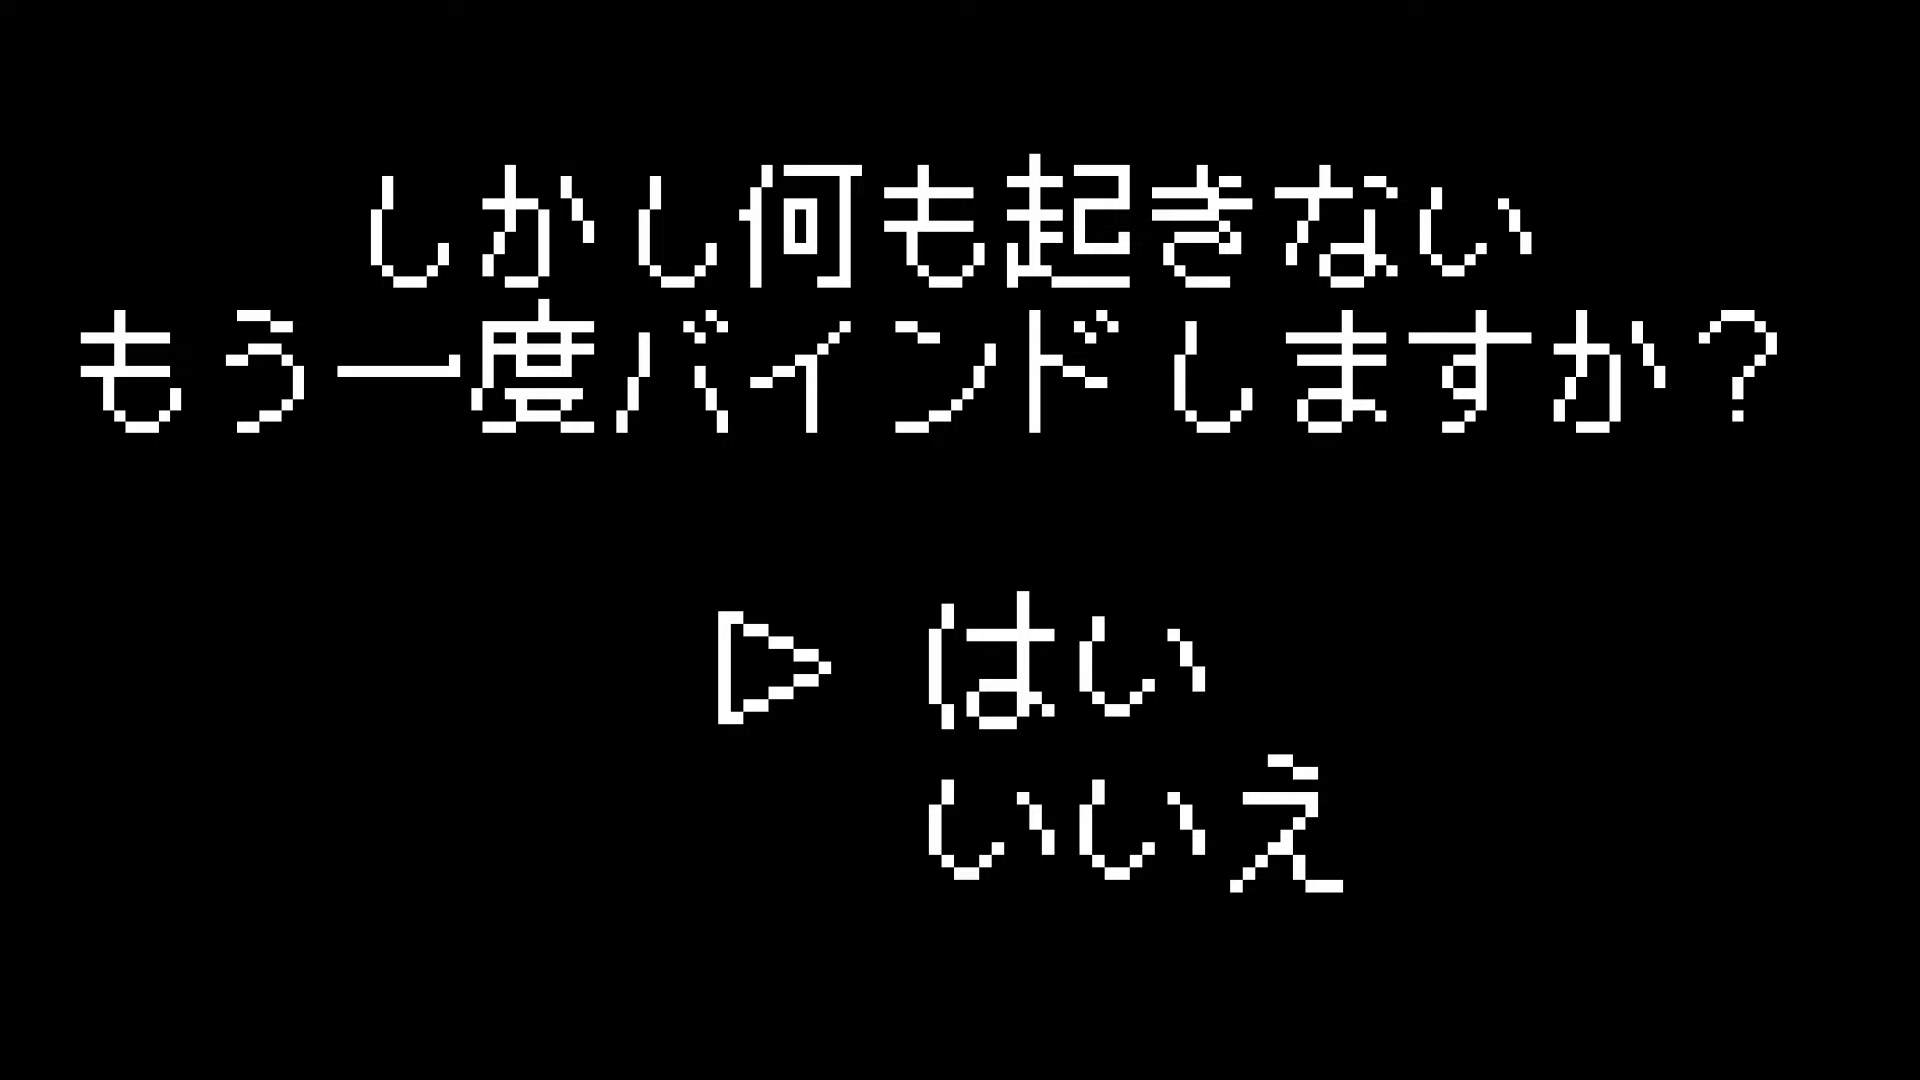 しかし何も起きない
もう一度バインドしますか?
▷ はい
いいえ